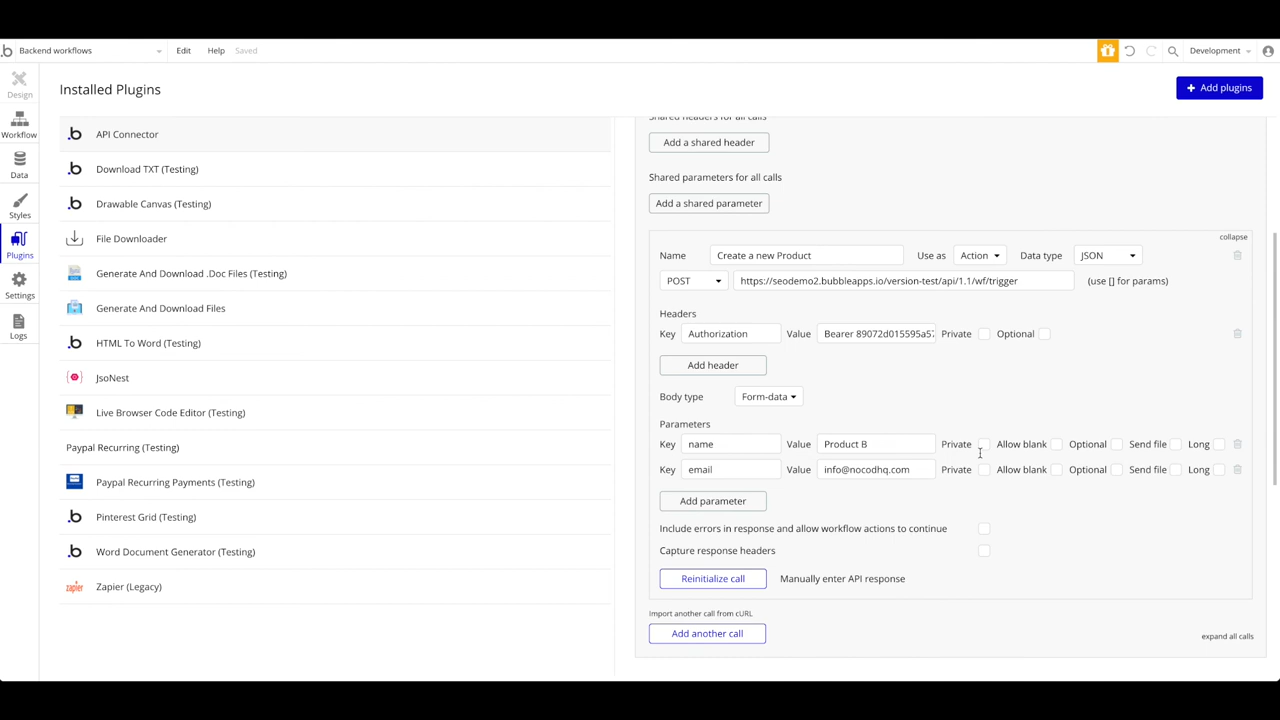 Backend workflows Edit Help Saved Development
Design
Workflow
Data
Styles
Plugins
Settings
Logs
Installed Plugins
+ Add plugins
API Connector
Download TXT (Testing)
Drawable Canvas (Testing)
File Downloader
Generate And Download .Doc Files (Testing)
Generate And Download Files
HTML To Word (Testing)
JsoNest
Live Browser Code Editor (Testing)
Paypal Recurring (Testing)
Paypal Recurring Payments (Testing)
Pinterest Grid (Testing)
Word Document Generator (Testing)
zapier Zapier (Legacy)
Shared headers for all calls
Add a shared header
Shared parameters for all calls
Add a shared parameter
collapse
Name Create a new Product Use as Action Data type JSON
POST https://seodemo2.bubbleapps.io/version-test/api/1.1/wf/trigger (use [] for params)
Headers
Key Authorization Value Bearer 89072d015595a57 Private Optional
Add header
Body type Form-data
Parameters
Key name Value Product B Private Allow blank Optional Send file Long
Key email Value info@nocodhq.com Private Allow blank Optional Send file Long
Add parameter
Include errors in response and allow workflow actions to continue
Capture response headers
Reinitialize call Manually enter API response
Import another call from cURL
Add another call expand all calls